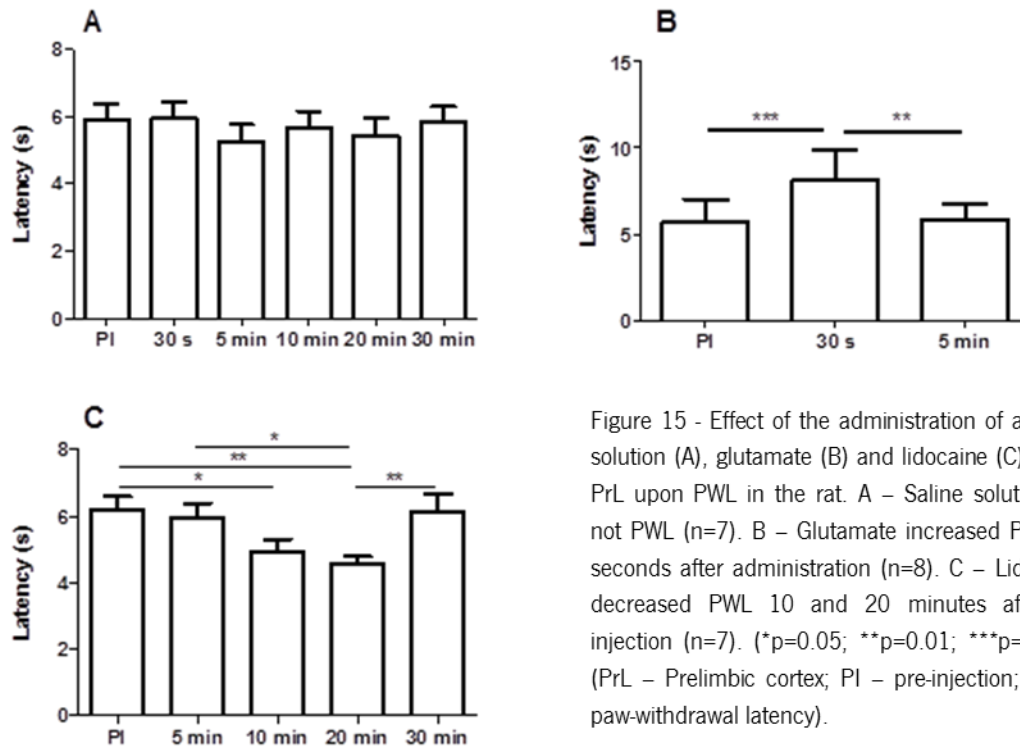 A
8
6
4
2
0
Latency (s)
PI 30 s 5 min 10 min 20 min 30 min
B
15
10
5
0
Latency (s)
*** **
PI 30 s 5 min
C
8
6
4
2
0
Latency (s)
*
**
* **
PI 5 min 10 min 20 min 30 min
Figure 15 - Effect of the administration of a
solution (A), glutamate (B) and lidocaine (C)
PrL upon PWL in the rat. A – Saline solut
not PWL (n=7). B – Glutamate increased P
seconds after administration (n=8). C – Lid
decreased PWL 10 and 20 minutes af
injection (n=7). (*p=0.05; **p=0.01; ***p=
(PrL – Prelimbic cortex; PI – pre-injection;
paw-withdrawal latency).